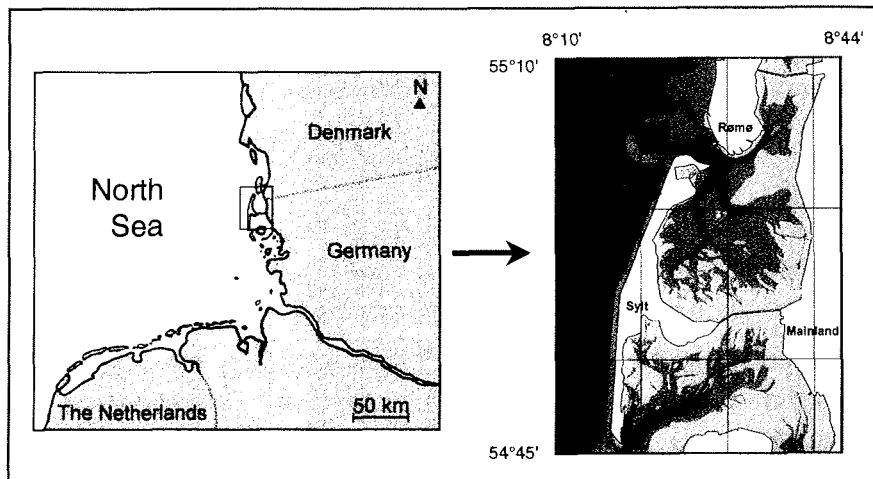 8°10'
8°44'
55°10'
N
Denmark
Rømø
North
Sea
Germany
Sylt
Mainland
The Netherlands
50 km
54°45'